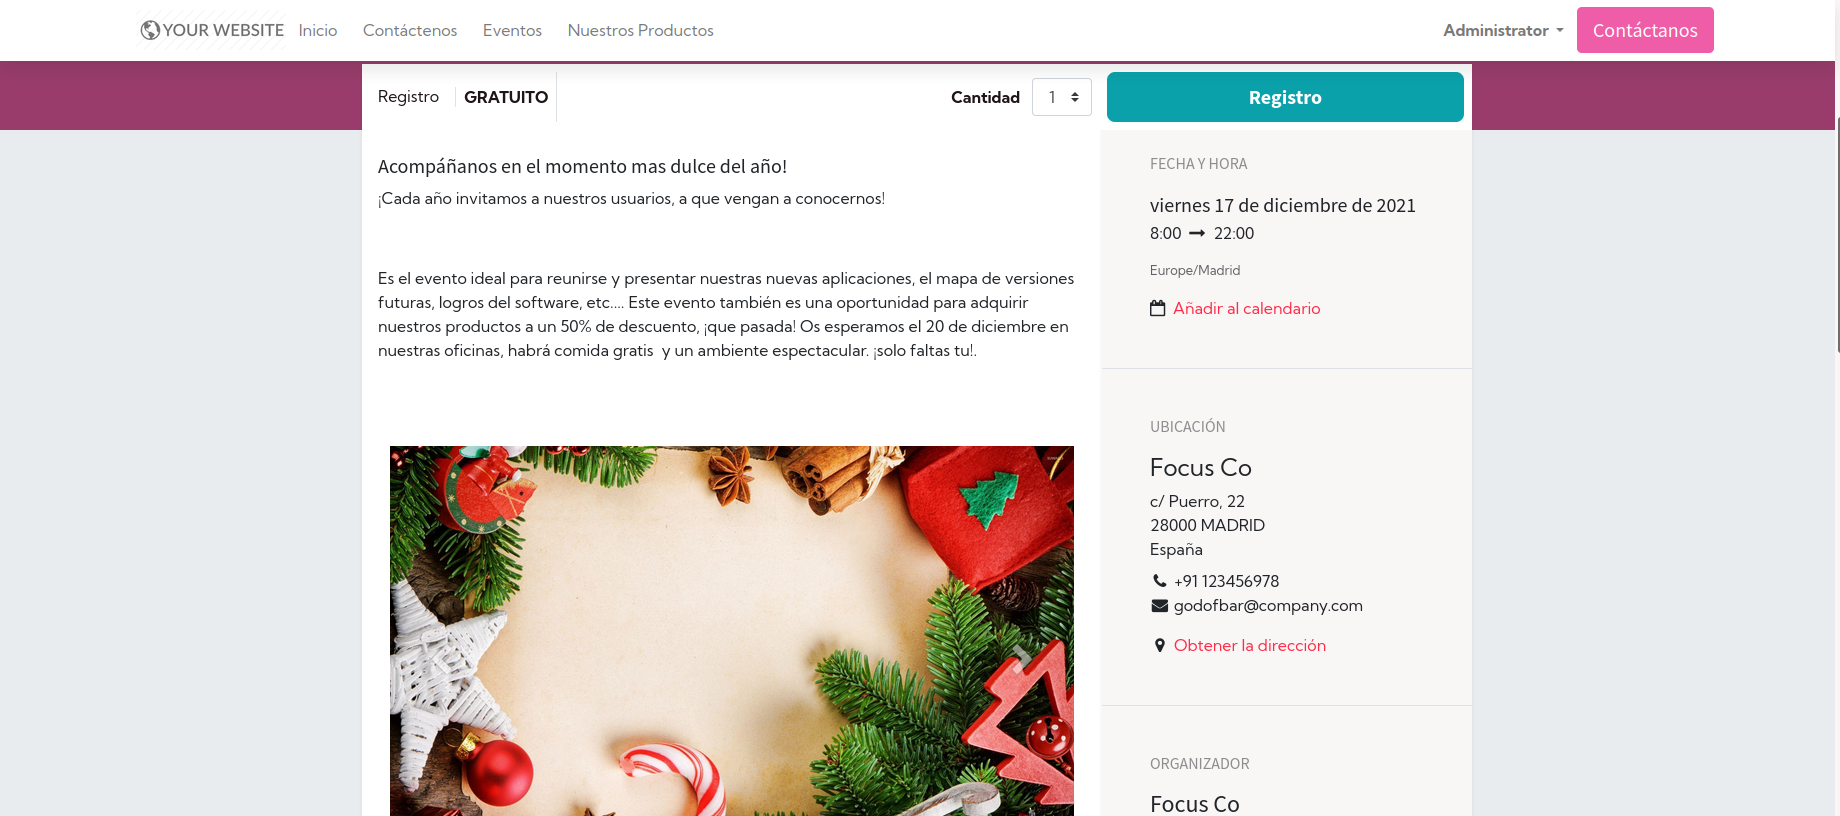 YOUR WEBSITE Inicio Contáctenos Eventos Nuestros Productos Administrator Contáctanos
Registro GRATUITO Cantidad 1 Registro
Acompáñanos en el momento mas dulce del año!
¡Cada año invitamos a nuestros usuarios, a que vengan a conocernos!
Es el evento ideal para reunirse y presentar nuestras nuevas aplicaciones, el mapa de versiones
futuras, logros del software, etc.... Este evento también es una oportunidad para adquirir
nuestros productos a un 50% de descuento, ¡que pasada! Os esperamos el 20 de diciembre en
nuestras oficinas, habrá comida gratis  y un ambiente espectacular. ¡solo faltas tu!.
FECHA Y HORA
viernes 17 de diciembre de 2021
8:00 → 22:00
Europe/Madrid
Añadir al calendario
UBICACIÓN
Focus Co
c/ Puerro, 22
28000 MADRID
España
+91 123456978
godofbar@company.com
Obtener la dirección
ORGANIZADOR
Focus Co